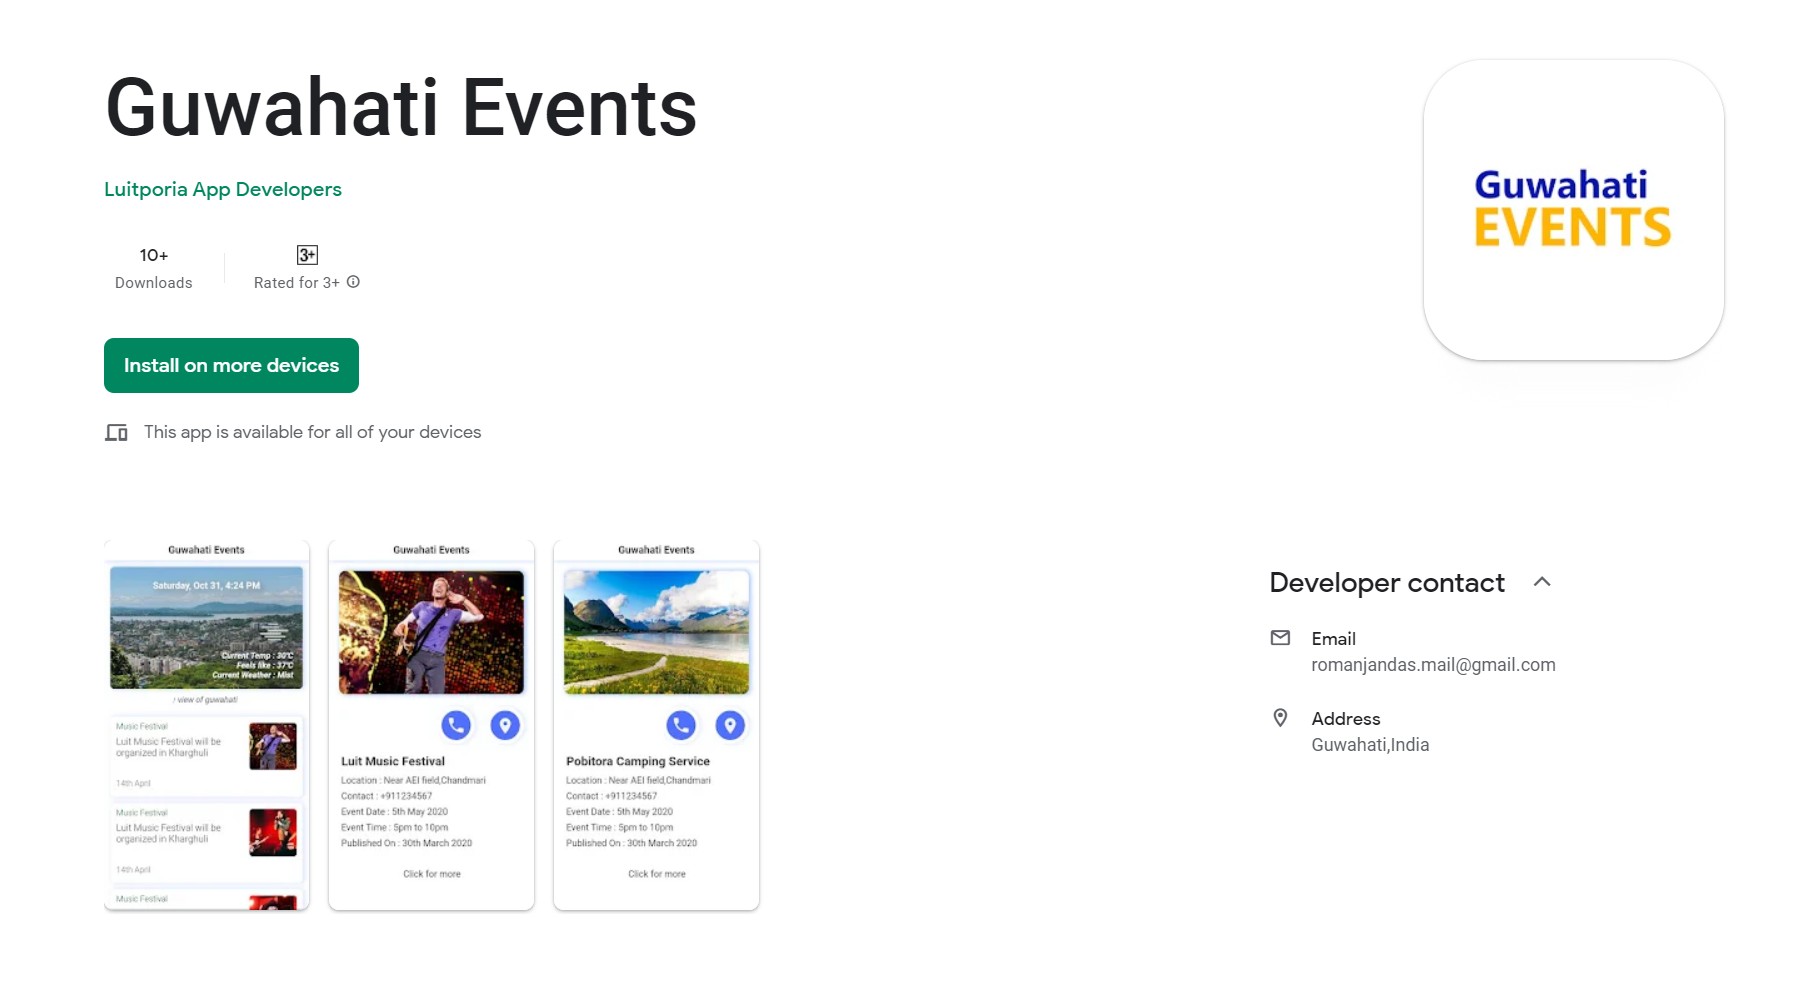 Guwahati Events
Luitporia App Developers
10+
Downloads
3+
Rated for 3+
Install on more devices
This app is available for all of your devices
Guwahati
EVENTS
Guwahati Events
Saturday, Oct 31, 4:24 PM
Current Temp : 30°C
Feels like : 37°C
Current Weather : Mist
view of guwahati
Music Festival
Luit Music Festival will be
organized in Kharghuli
14th April
Music Festival
Luit Music Festival will be
organized in Kharghuli
14th April
Music Festival
Guwahati Events
Luit Music Festival
Location : Near AEI field,Chandmari
Contact : +911234567
Event Date : 5th May 2020
Event Time : 5pm to 10pm
Published On : 30th March 2020
Click for more
Guwahati Events
Pobitora Camping Service
Location : Near AEI field,Chandmari
Contact : +911234567
Event Date : 5th May 2020
Event Time : 5pm to 10pm
Published On : 30th March 2020
Click for more
Developer contact
Email
romanjandas.mail@gmail.com
Address
Guwahati,India